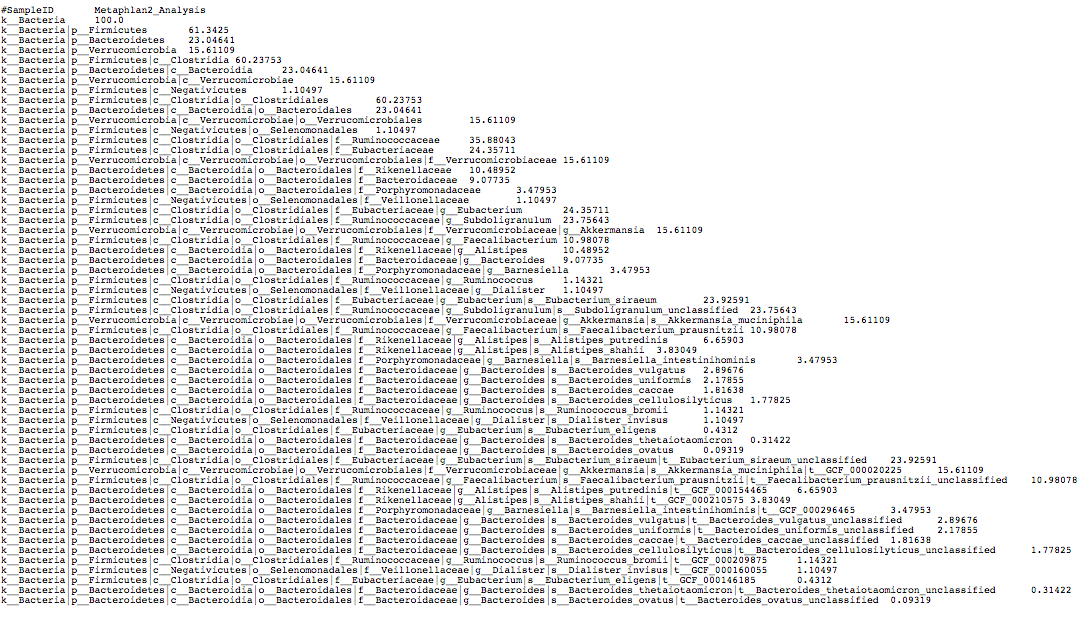 #SampleID	Metaphlan2_Analysis
k__Bacteria	100.0
k__Bacteria|p__Firmicutes	61.3425
k__Bacteria|p__Bacteroidetes	23.04641
k__Bacteria|p__Verrucomicrobia	15.61109
k__Bacteria|p__Firmicutes|c__Clostridia	60.23753
k__Bacteria|p__Bacteroidetes|c__Bacteroidia	23.04641
k__Bacteria|p__Verrucomicrobia|c__Verrucomicrobiae	15.61109
k__Bacteria|p__Firmicutes|c__Negativicutes	1.10497
k__Bacteria|p__Firmicutes|c__Clostridia|o__Clostridiales	60.23753
k__Bacteria|p__Bacteroidetes|c__Bacteroidia|o__Bacteroidales	23.04641
k__Bacteria|p__Verrucomicrobia|c__Verrucomicrobiae|o__Verrucomicrobiales	15.61109
k__Bacteria|p__Firmicutes|c__Negativicutes|o__Selenomonadales	1.10497
k__Bacteria|p__Firmicutes|c__Clostridia|o__Clostridiales|f__Ruminococcaceae	35.88043
k__Bacteria|p__Firmicutes|c__Clostridia|o__Clostridiales|f__Eubacteriaceae	24.35711
k__Bacteria|p__Verrucomicrobia|c__Verrucomicrobiae|o__Verrucomicrobiales|f__Verrucomicrobiaceae	15.61109
k__Bacteria|p__Bacteroidetes|c__Bacteroidia|o__Bacteroidales|f__Rikenellaceae	10.48952
k__Bacteria|p__Bacteroidetes|c__Bacteroidia|o__Bacteroidales|f__Bacteroidaceae	9.07735
k__Bacteria|p__Bacteroidetes|c__Bacteroidia|o__Bacteroidales|f__Porphyromonadaceae	3.47953
k__Bacteria|p__Firmicutes|c__Negativicutes|o__Selenomonadales|f__Veillonellaceae	1.10497
k__Bacteria|p__Firmicutes|c__Clostridia|o__Clostridiales|f__Eubacteriaceae|g__Eubacterium	24.35711
k__Bacteria|p__Firmicutes|c__Clostridia|o__Clostridiales|f__Ruminococcaceae|g__Subdoligranulum	23.75643
k__Bacteria|p__Verrucomicrobia|c__Verrucomicrobiae|o__Verrucomicrobiales|f__Verrucomicrobiaceae|g__Akkermansia	15.61109
k__Bacteria|p__Firmicutes|c__Clostridia|o__Clostridiales|f__Ruminococcaceae|g__Faecalibacterium	10.98078
k__Bacteria|p__Bacteroidetes|c__Bacteroidia|o__Bacteroidales|f__Rikenellaceae|g__Alistipes	10.48952
k__Bacteria|p__Bacteroidetes|c__Bacteroidia|o__Bacteroidales|f__Bacteroidaceae|g__Bacteroides	9.07735
k__Bacteria|p__Bacteroidetes|c__Bacteroidia|o__Bacteroidales|f__Porphyromonadaceae|g__Barnesiella	3.47953
k__Bacteria|p__Firmicutes|c__Clostridia|o__Clostridiales|f__Ruminococcaceae|g__Ruminococcus	1.14321
k__Bacteria|p__Firmicutes|c__Negativicutes|o__Selenomonadales|f__Veillonellaceae|g__Dialister	1.10497
k__Bacteria|p__Firmicutes|c__Clostridia|o__Clostridiales|f__Eubacteriaceae|g__Eubacterium|s__Eubacterium_siraeum	23.92591
k__Bacteria|p__Firmicutes|c__Clostridia|o__Clostridiales|f__Ruminococcaceae|g__Subdoligranulum|s__Subdoligranulum_unclassified	23.75643
k__Bacteria|p__Verrucomicrobia|c__Verrucomicrobiae|o__Verrucomicrobiales|f__Verrucomicrobiaceae|g__Akkermansia|s__Akkermansia_muciniphila	15.61109
k__Bacteria|p__Firmicutes|c__Clostridia|o__Clostridiales|f__Ruminococcaceae|g__Faecalibacterium|s__Faecalibacterium_prausnitzii	10.98078
k__Bacteria|p__Bacteroidetes|c__Bacteroidia|o__Bacteroidales|f__Rikenellaceae|g__Alistipes|s__Alistipes_putredinis	6.65903
k__Bacteria|p__Bacteroidetes|c__Bacteroidia|o__Bacteroidales|f__Rikenellaceae|g__Alistipes|s__Alistipes_shahii	3.83049
k__Bacteria|p__Bacteroidetes|c__Bacteroidia|o__Bacteroidales|f__Porphyromonadaceae|g__Barnesiella|s__Barnesiella_intestinihominis	3.47953
k__Bacteria|p__Bacteroidetes|c__Bacteroidia|o__Bacteroidales|f__Bacteroidaceae|g__Bacteroides|s__Bacteroides_vulgatus	2.89676
k__Bacteria|p__Bacteroidetes|c__Bacteroidia|o__Bacteroidales|f__Bacteroidaceae|g__Bacteroides|s__Bacteroides_uniformis	2.17855
k__Bacteria|p__Bacteroidetes|c__Bacteroidia|o__Bacteroidales|f__Bacteroidaceae|g__Bacteroides|s__Bacteroides_caccae	1.81638
k__Bacteria|p__Bacteroidetes|c__Bacteroidia|o__Bacteroidales|f__Bacteroidaceae|g__Bacteroides|s__Bacteroides_cellulosilyticus	1.77825
k__Bacteria|p__Firmicutes|c__Clostridia|o__Clostridiales|f__Ruminococcaceae|g__Ruminococcus|s__Ruminococcus_bromii	1.14321
k__Bacteria|p__Firmicutes|c__Negativicutes|o__Selenomonadales|f__Veillonellaceae|g__Dialister|s__Dialister_invisus	1.10497
k__Bacteria|p__Firmicutes|c__Clostridia|o__Clostridiales|f__Eubacteriaceae|g__Eubacterium|s__Eubacterium_eligens	0.4312
k__Bacteria|p__Bacteroidetes|c__Bacteroidia|o__Bacteroidales|f__Bacteroidaceae|g__Bacteroides|s__Bacteroides_thetaiotaomicron	0.31422
k__Bacteria|p__Bacteroidetes|c__Bacteroidia|o__Bacteroidales|f__Bacteroidaceae|g__Bacteroides|s__Bacteroides_ovatus	0.09319
k__Bacteria|p__Firmicutes|c__Clostridia|o__Clostridiales|f__Eubacteriaceae|g__Eubacterium|s__Eubacterium_siraeum|t__Eubacterium_siraeum_unclassified	23.92591
k__Bacteria|p__Verrucomicrobia|c__Verrucomicrobiae|o__Verrucomicrobiales|f__Verrucomicrobiaceae|g__Akkermansia|s__Akkermansia_muciniphila|t__GCF_000020225	15.61109
k__Bacteria|p__Firmicutes|c__Clostridia|o__Clostridiales|f__Ruminococcaceae|g__Faecalibacterium|s__Faecalibacterium_prausnitzii|t__Faecalibacterium_prausnitzii_unclassified	10.98078
k__Bacteria|p__Bacteroidetes|c__Bacteroidia|o__Bacteroidales|f__Rikenellaceae|g__Alistipes|s__Alistipes_putredinis|t__GCF_000154465	6.65903
k__Bacteria|p__Bacteroidetes|c__Bacteroidia|o__Bacteroidales|f__Rikenellaceae|g__Alistipes|s__Alistipes_shahii|t__GCF_000210575	3.83049
k__Bacteria|p__Bacteroidetes|c__Bacteroidia|o__Bacteroidales|f__Porphyromonadaceae|g__Barnesiella|s__Barnesiella_intestinihominis|t__GCF_000296465	3.47953
k__Bacteria|p__Bacteroidetes|c__Bacteroidia|o__Bacteroidales|f__Bacteroidaceae|g__Bacteroides|s__Bacteroides_vulgatus|t__Bacteroides_vulgatus_unclassified	2.89676
k__Bacteria|p__Bacteroidetes|c__Bacteroidia|o__Bacteroidales|f__Bacteroidaceae|g__Bacteroides|s__Bacteroides_uniformis|t__Bacteroides_uniformis_unclassified	2.17855
k__Bacteria|p__Bacteroidetes|c__Bacteroidia|o__Bacteroidales|f__Bacteroidaceae|g__Bacteroides|s__Bacteroides_caccae|t__Bacteroides_caccae_unclassified	1.81638
k__Bacteria|p__Bacteroidetes|c__Bacteroidia|o__Bacteroidales|f__Bacteroidaceae|g__Bacteroides|s__Bacteroides_cellulosilyticus|t__Bacteroides_cellulosilyticus_unclassified	1.77825
k__Bacteria|p__Firmicutes|c__Clostridia|o__Clostridiales|f__Ruminococcaceae|g__Ruminococcus|s__Ruminococcus_bromii|t__GCF_000209875	1.14321
k__Bacteria|p__Firmicutes|c__Negativicutes|o__Selenomonadales|f__Veillonellaceae|g__Dialister|s__Dialister_invisus|t__GCF_000160055	1.10497
k__Bacteria|p__Firmicutes|c__Clostridia|o__Clostridiales|f__Eubacteriaceae|g__Eubacterium|s__Eubacterium_eligens|t__GCF_000146185	0.4312
k__Bacteria|p__Bacteroidetes|c__Bacteroidia|o__Bacteroidales|f__Bacteroidaceae|g__Bacteroides|s__Bacteroides_thetaiotaomicron|t__Bacteroides_thetaiotaomicron_unclassified	0.31422
k__Bacteria|p__Bacteroidetes|c__Bacteroidia|o__Bacteroidales|f__Bacteroidaceae|g__Bacteroides|s__Bacteroides_ovatus|t__Bacteroides_ovatus_unclassified	0.09319